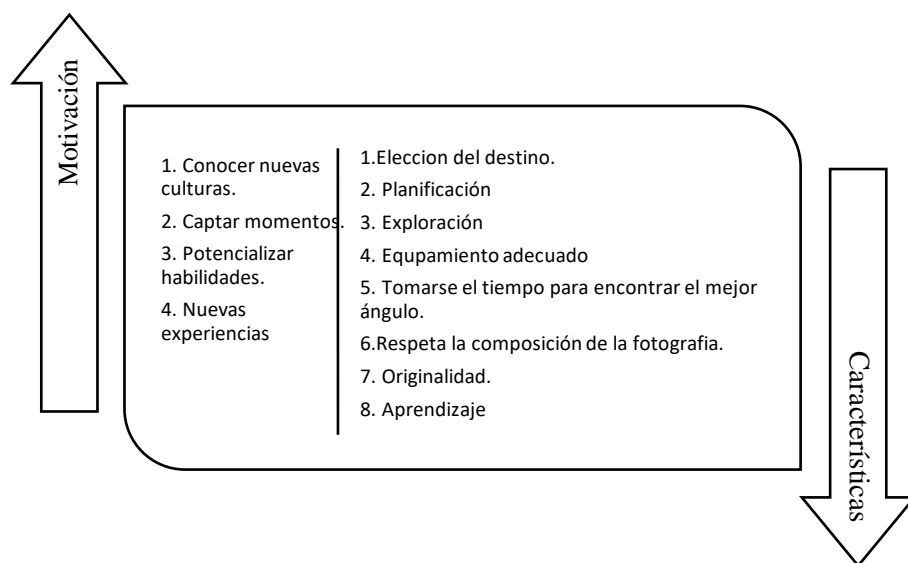 Motivación
1. Conocer nuevas
culturas.
2. Captar momentos.
3. Potencializar
habilidades.
4. Nuevas
experiencias
1.Eleccion del destino.
2. Planificación
3. Exploración
4. Equpamiento adecuado
5. Tomarse el tiempo para encontrar el mejor
ángulo.
6.Respeta la composición de la fotografia.
7. Originalidad.
8. Aprendizaje
Características